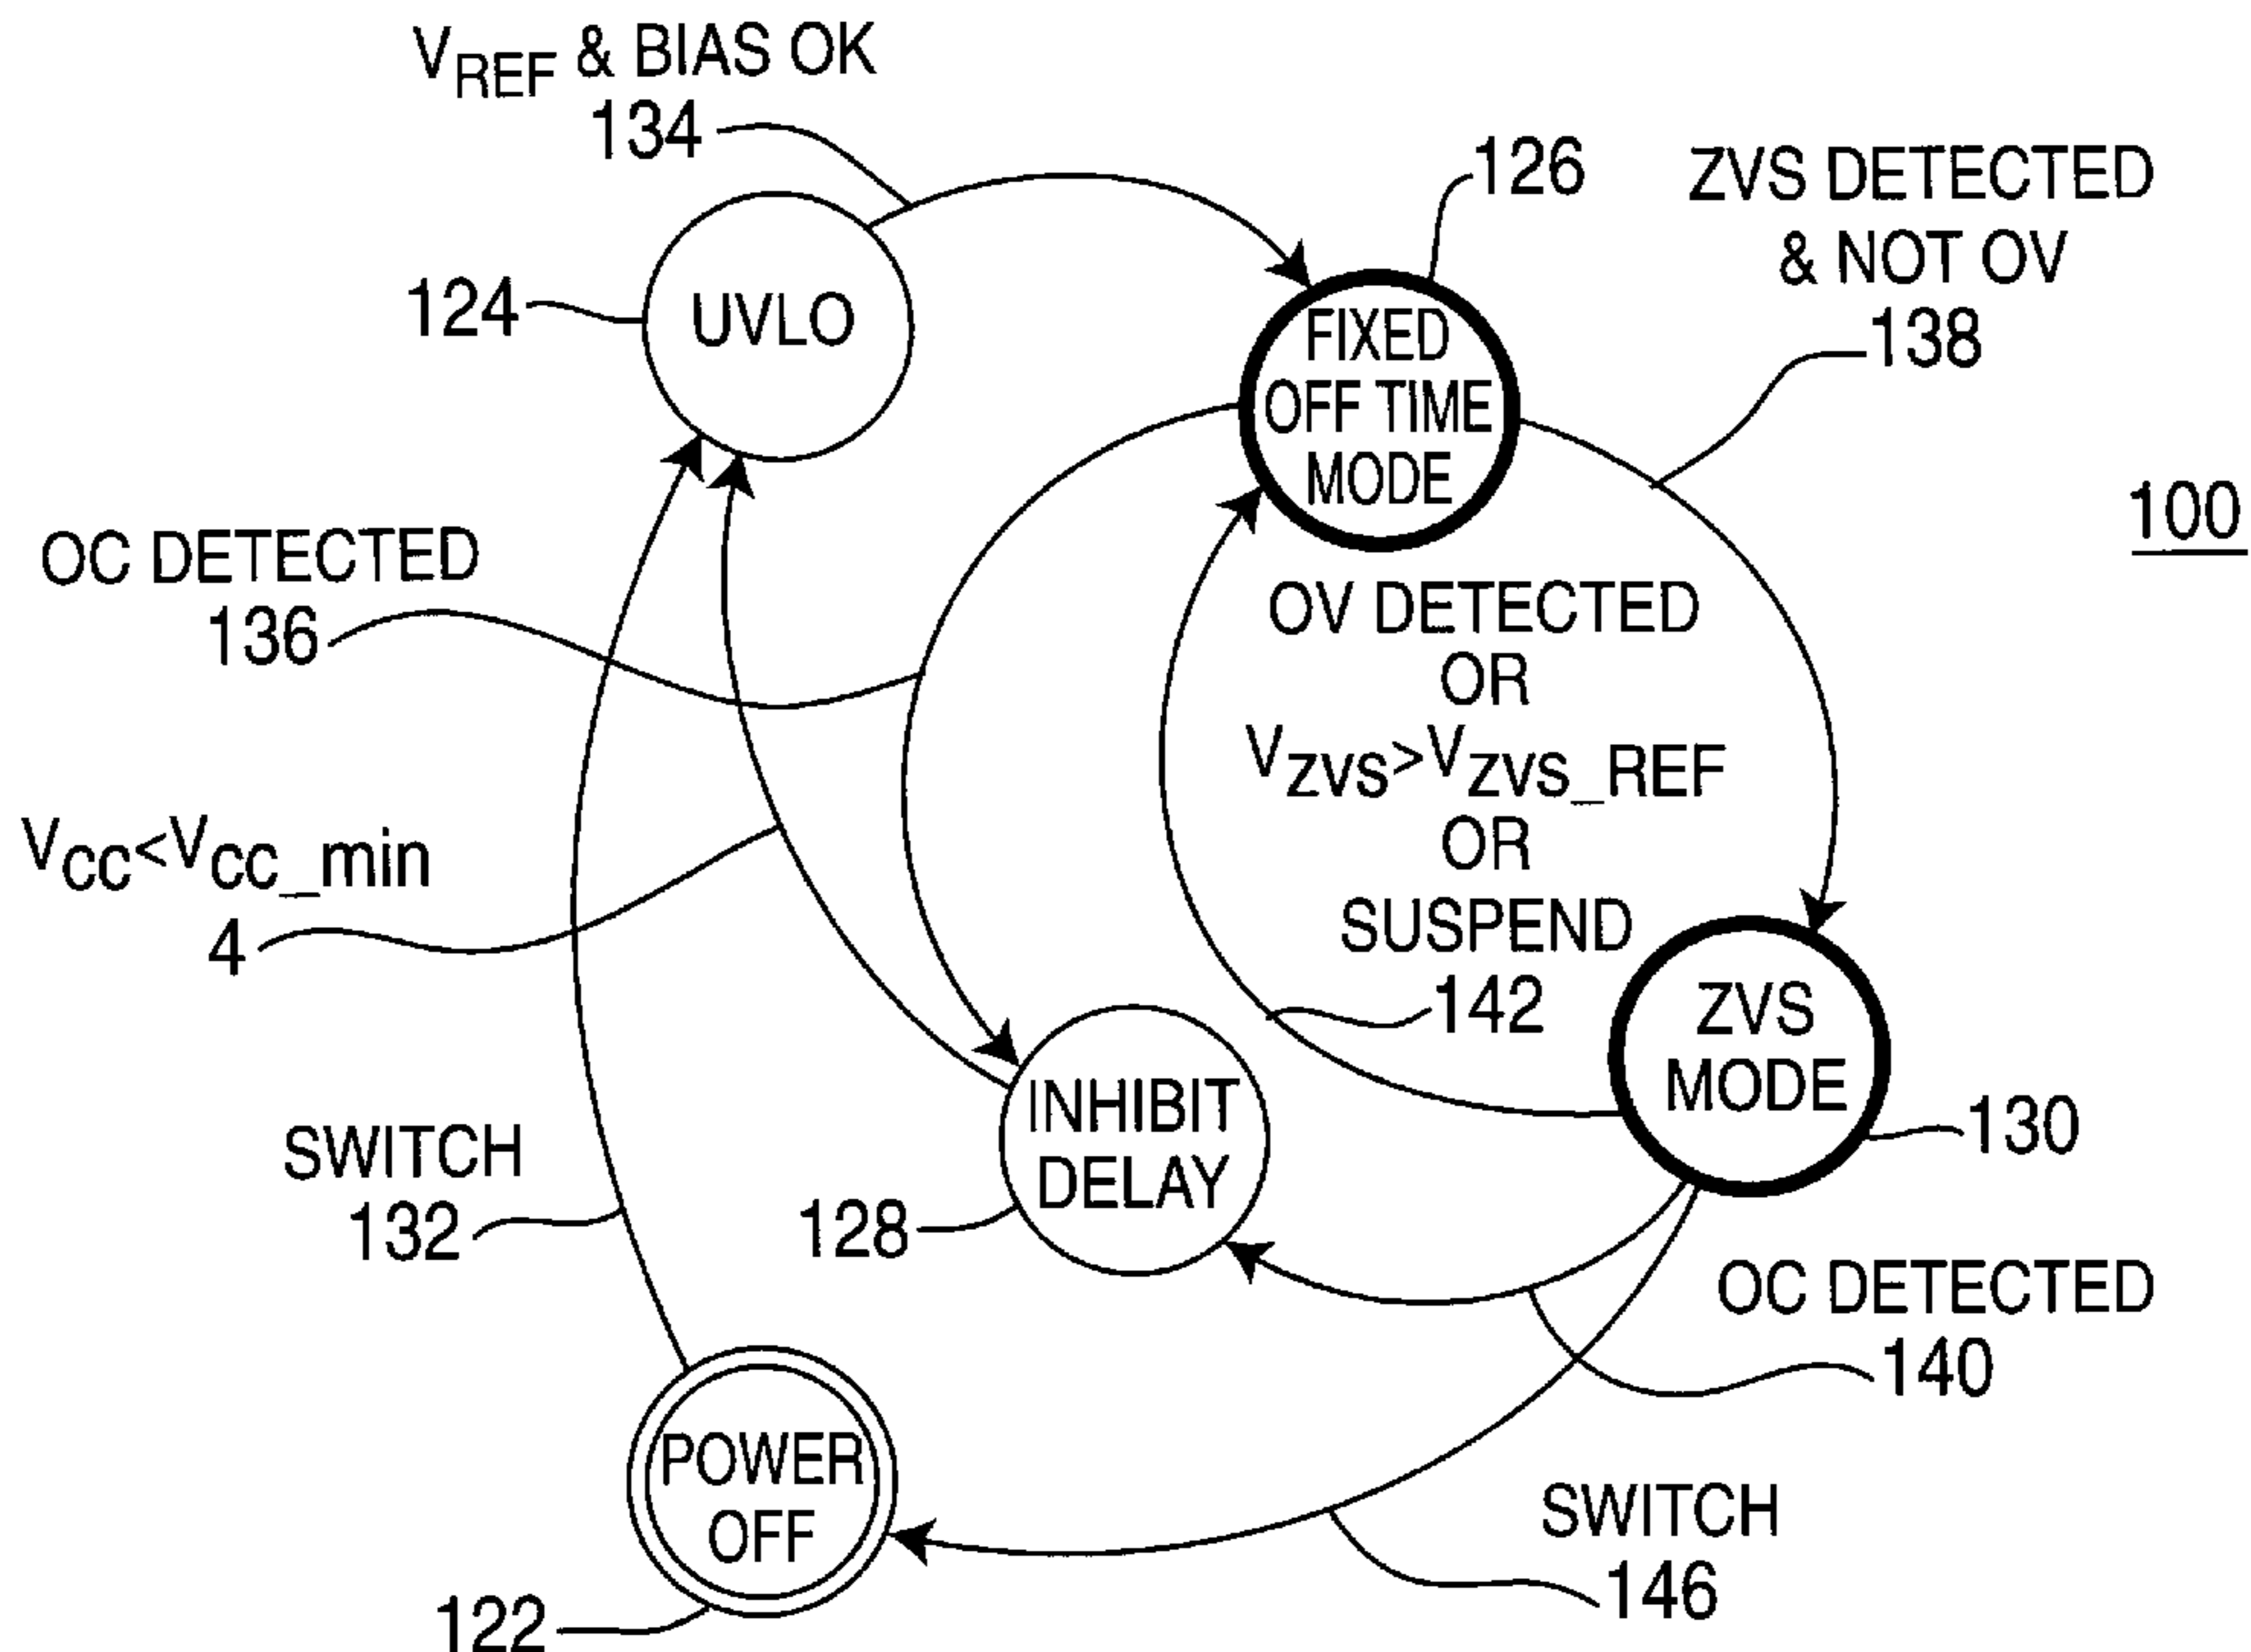 VREF & BIAS OK
134
126
ZVS DETECTED
& NOT OV
138
124
UVLO
FIXED
OFF TIME
MODE
100
OC DETECTED
136
OV DETECTED
OR
VZVS>VZVS_REF
OR
SUSPEND
142
VCC<VCC_min
4
ZVS
MODE
130
INHIBIT
DELAY
128
SWITCH
132
OC DETECTED
140
POWER
OFF
122
SWITCH
146